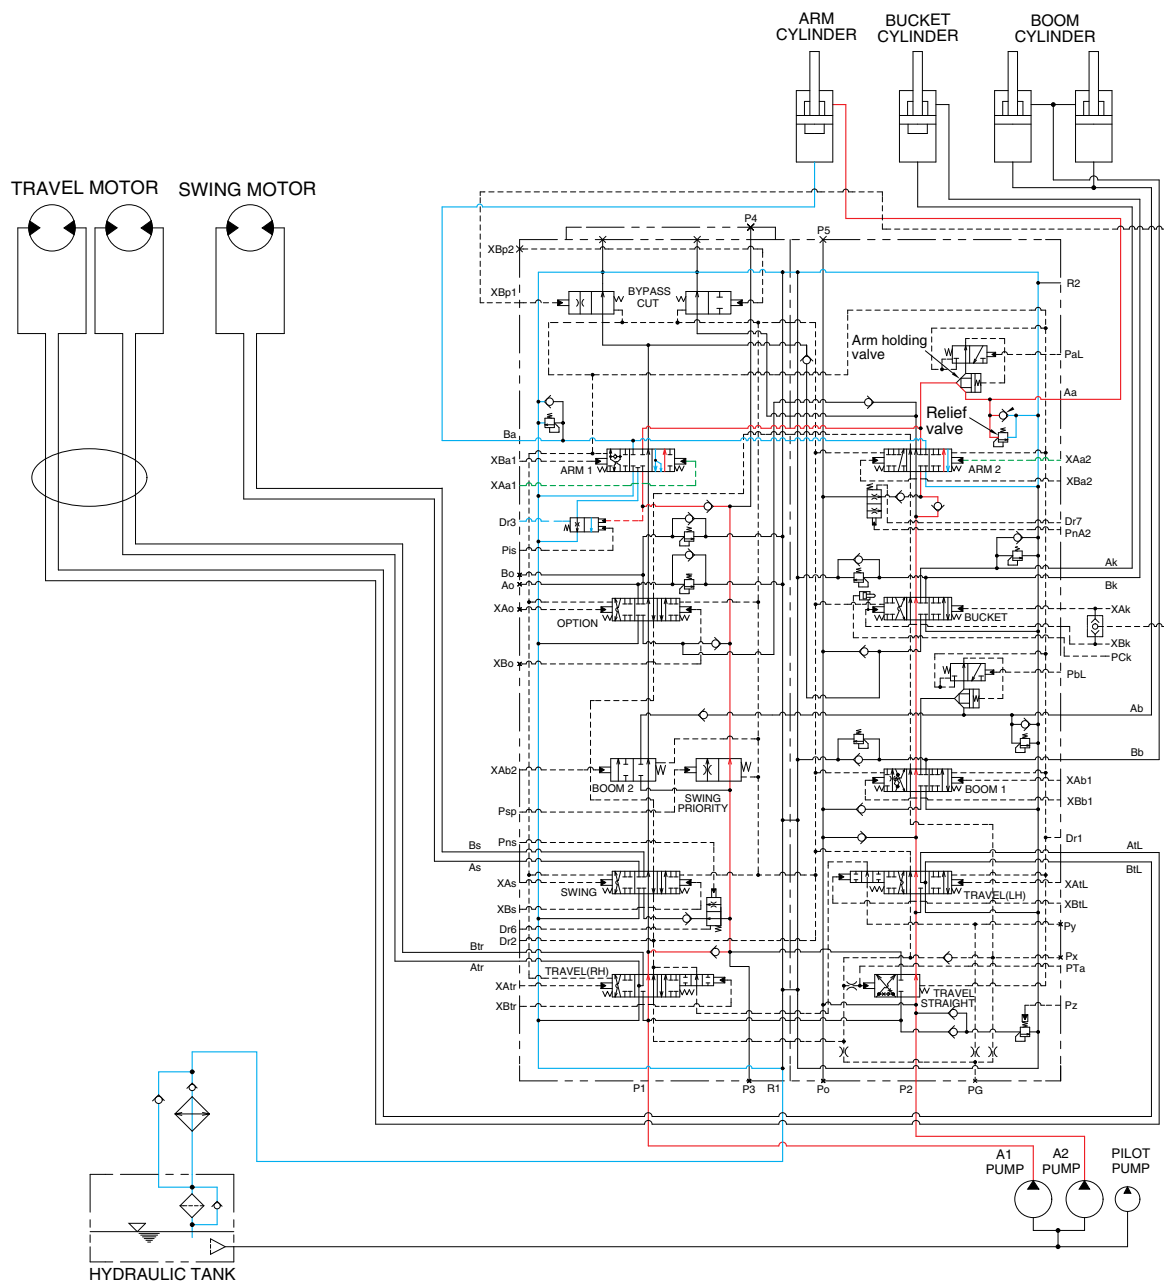 ARM
CYLINDER
BUCKET
CYLINDER
BOOM
CYLINDER
TRAVEL MOTOR
SWING MOTOR
P4
P5
XBp2
XBp1
BYPASS
CUT
R2
Arm holding
valve
PaL
Aa
Relief
valve
Ba
XBa1
ARM 1
XAa1
ARM 2
XAa2
XBa2
Dr3
Pis
Dr7
PnA2
Bo
Ao
Ak
Bk
XAo
OPTION
XBo
BUCKET
XAk
XBk
PCk
PbL
Ab
Bb
XAb2
BOOM 2
SWING
PRIORITY
Psp
BOOM 1
XAb1
XBb1
Pns
Dr1
Bs
As
AtL
BtL
XAs
SWING
XBs
TRAVEL(LH)
XAtL
XBtL
Dr6
Dr2
Py
Btr
Atr
Px
PTa
TRAVEL(RH)
XAtr
XBtr
TRAVEL
STRAIGHT
Pz
P1
P3
R1
Po
P2
PG
A1
PUMP
A2
PUMP
PILOT
PUMP
HYDRAULIC TANK